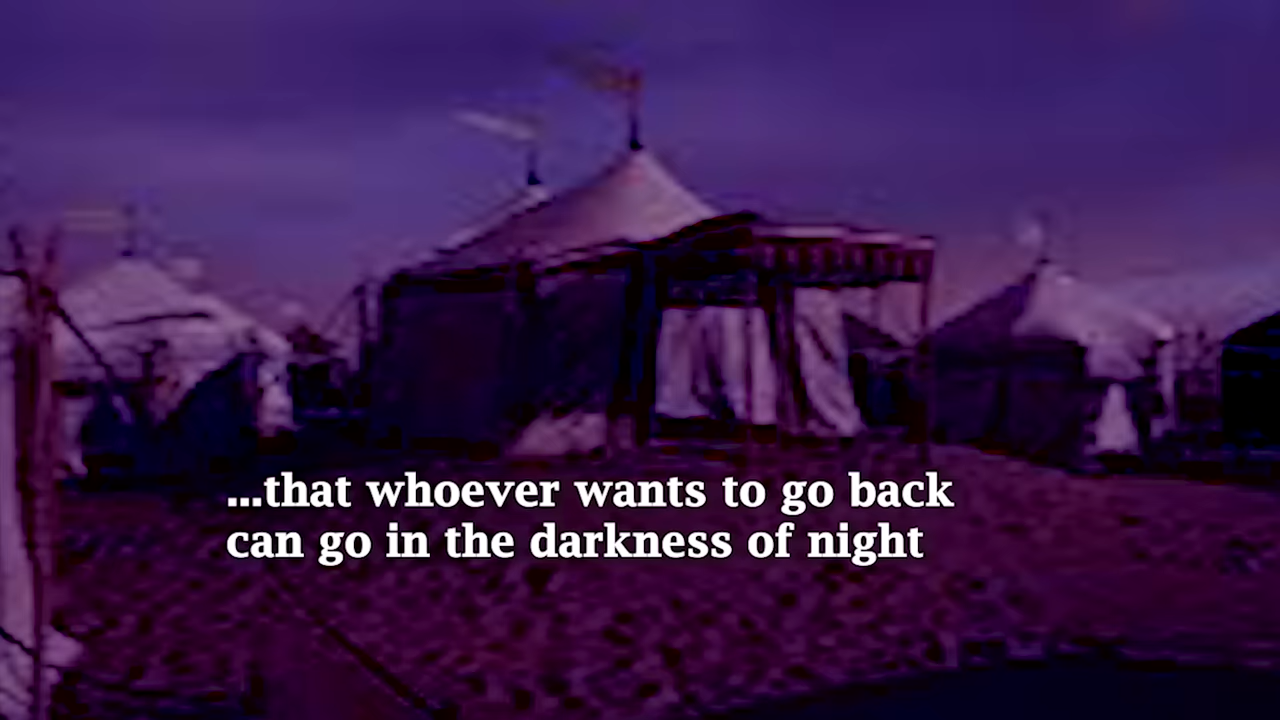 ...that whoever wants to go back
can go in the darkness of night